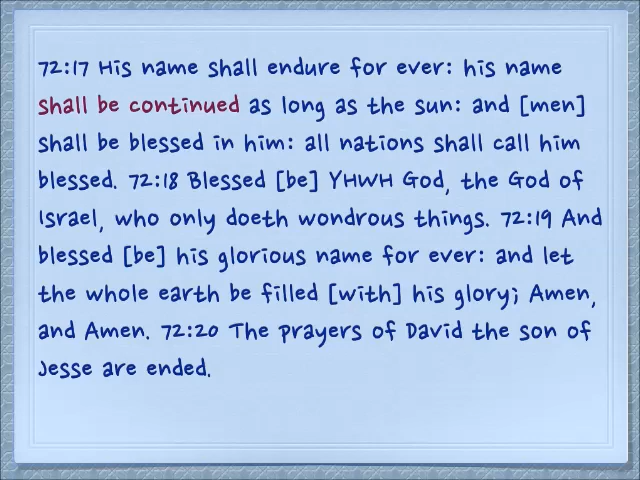 72:17 His name shall endure for ever: his name
shall be continued as long as the sun: and [men]
shall be blessed in him: all nations shall call him
blessed. 72:18 Blessed [be] YHWH God, the God of
Israel, who only doeth wondrous things. 72:19 And
blessed [be] his glorious name for ever: and let
the whole earth be filled [with] his glory; Amen,
and Amen. 72:20 The prayers of David the son of
Jesse are ended.